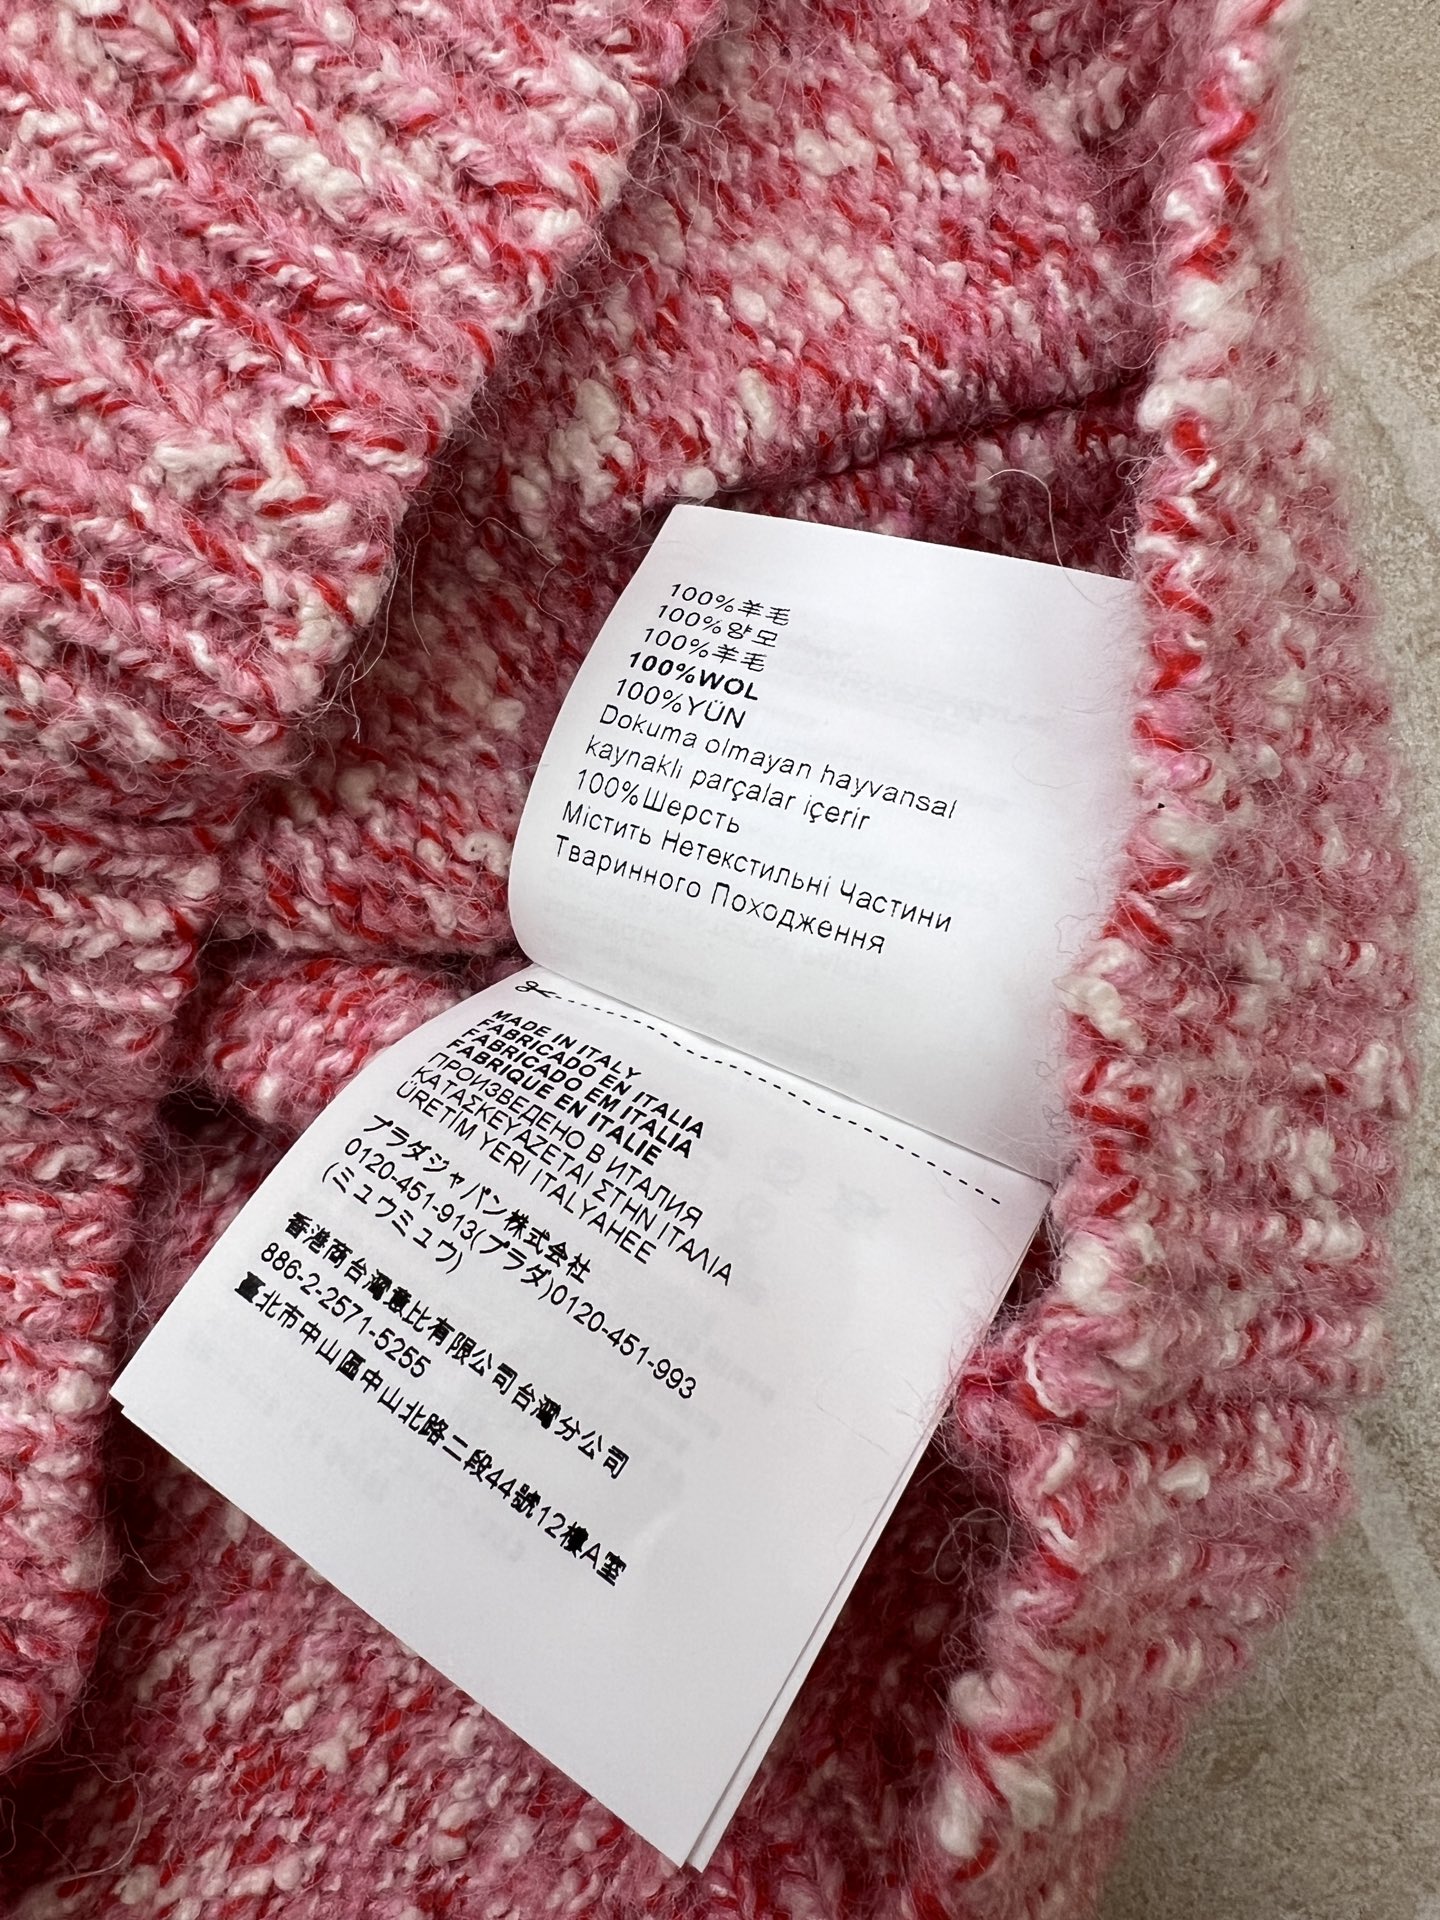 100%羊毛
100%양모
100%羊毛
100%WOL
100%YÜN
Dokuma olmayan hayvansal
kaynaklı parçalar içerir
100%Шерсть
Містить Нетекстильні Частини
Тваринного Походження
MADE IN ITALY
FABRICADO EN ITALIA
FABRICADO EM ITALIA
FABRIQUE EN ITALIE
ПРОИЗВЕДЕНО В ИТАЛИЯ
ΚΑΤΑΣΚΕΥΑΖΕΤΑΙ ΣΤΗΝ ΙΤΑΛΙΑ
ÜRETİM YERI ITALYAHEE
プラダジャパン株式会社
0120-451-913(プラダ)0120-451-993
(ミュウミュウ)
香港商台灣意比有限公司台灣分公司
886-2-2571-5255
臺北市中山區中山北路二段44號12樓A室